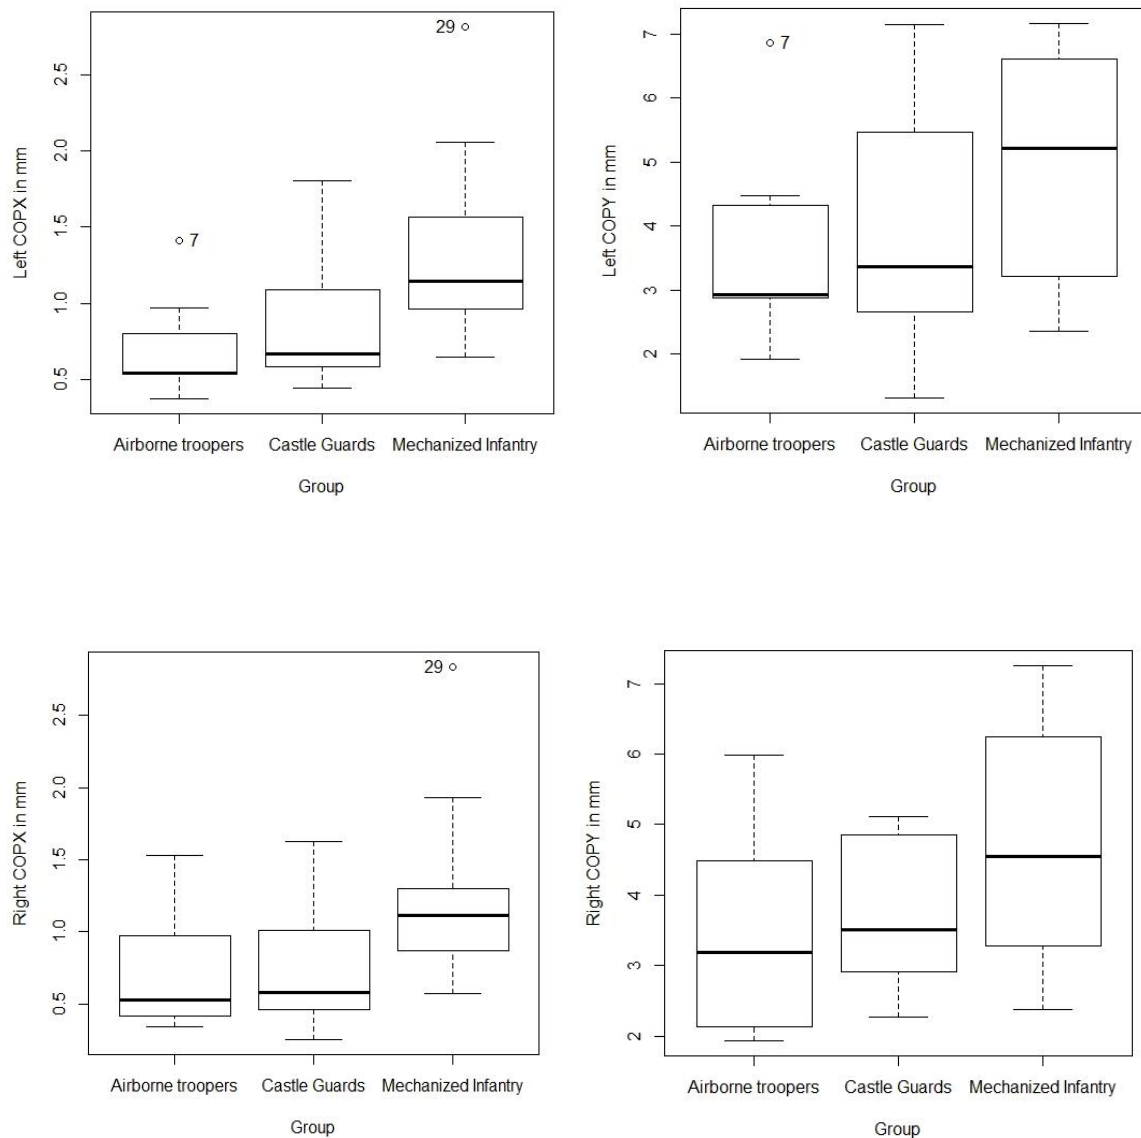 Left COPX in mm
2.5
2.0
1.5
1.0
0.5
29
7
Airborne troopers Castle Guards Mechanized Infantry
Group
Left COPY in mm
7
6
5
4
3
2
7
Airborne troopers Castle Guards Mechanized Infantry
Group
Right COPX in mm
2.5
2.0
1.5
1.0
0.5
29
Airborne troopers Castle Guards Mechanized Infantry
Group
Right COPY in mm
7
6
5
4
3
2
Airborne troopers Castle Guards Mechanized Infantry
Group